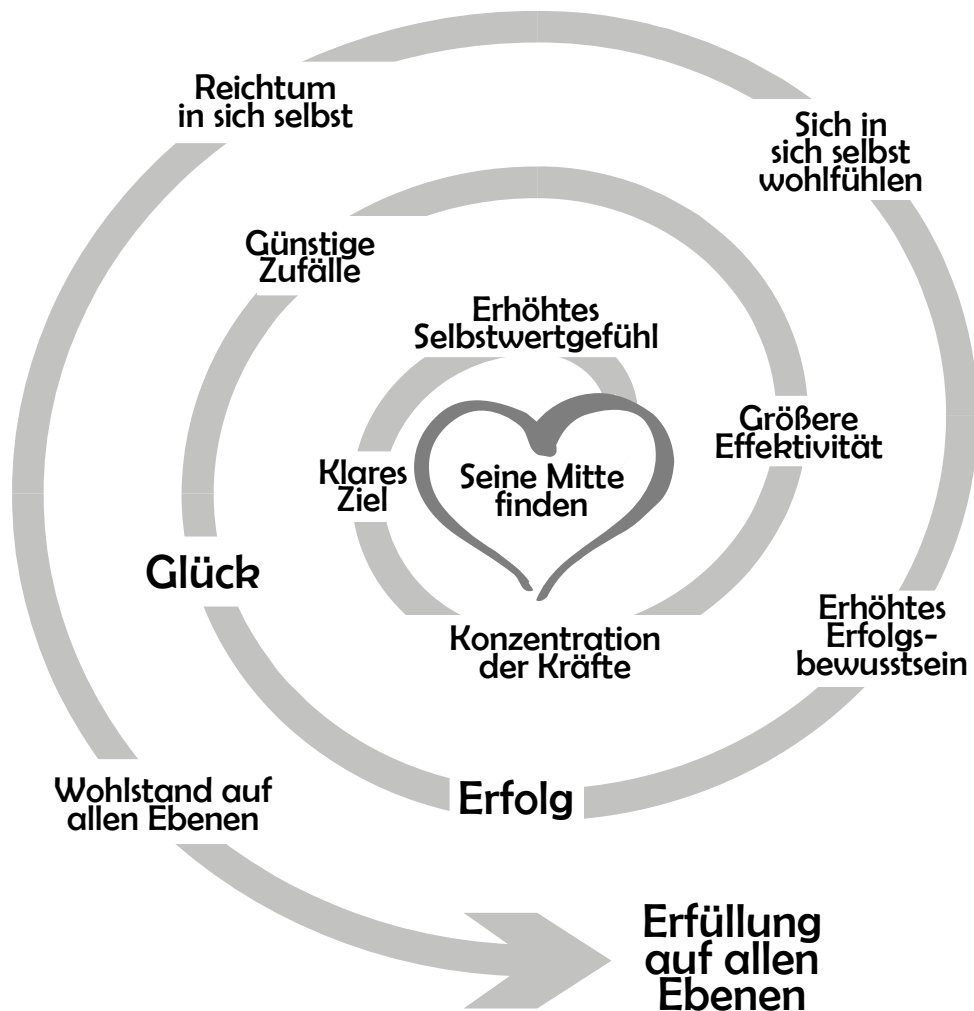 Reichtum
in sich selbst
Sich in
sich selbst
wohlfühlen
Günstige
Zufälle
Erhöhtes
Selbstwertgefühl
Größere
Effektivität
Klares
Ziel
Seine Mitte
finden
Glück
Erhöhtes
Erfolgs-
bewusstsein
Konzentration
der Kräfte
Wohlstand auf
allen Ebenen
Erfolg
Erfüllung
auf allen
Ebenen